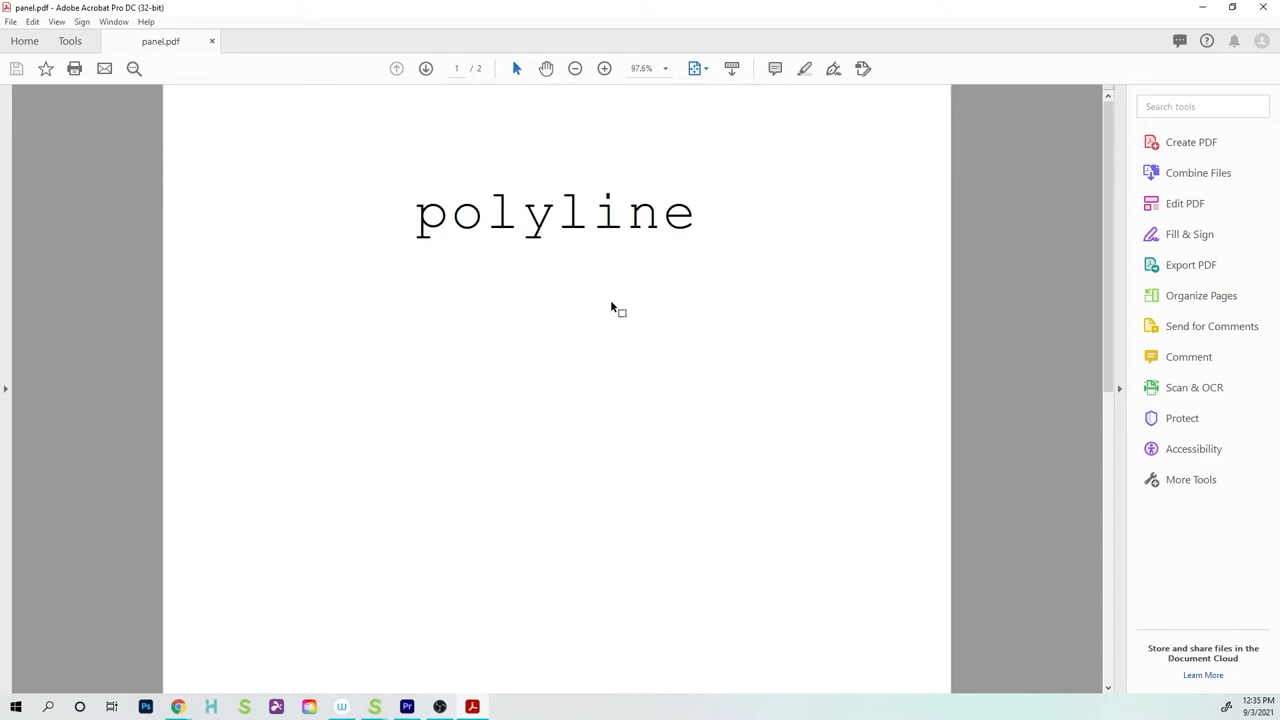 panel.pdf - Adobe Acrobat Pro DC (32-bit)
File Edit View Sign Window Help
Home Tools panel.pdf
1 / 2 97.6%
Search tools
polyline
Create PDF
Combine Files
Edit PDF
Fill & Sign
Export PDF
Organize Pages
Send for Comments
Comment
Scan & OCR
Protect
Accessibility
More Tools
Store and share files in the
Document Cloud
Learn More
Ps H S w S Pr
12:35 PM
9/3/2021